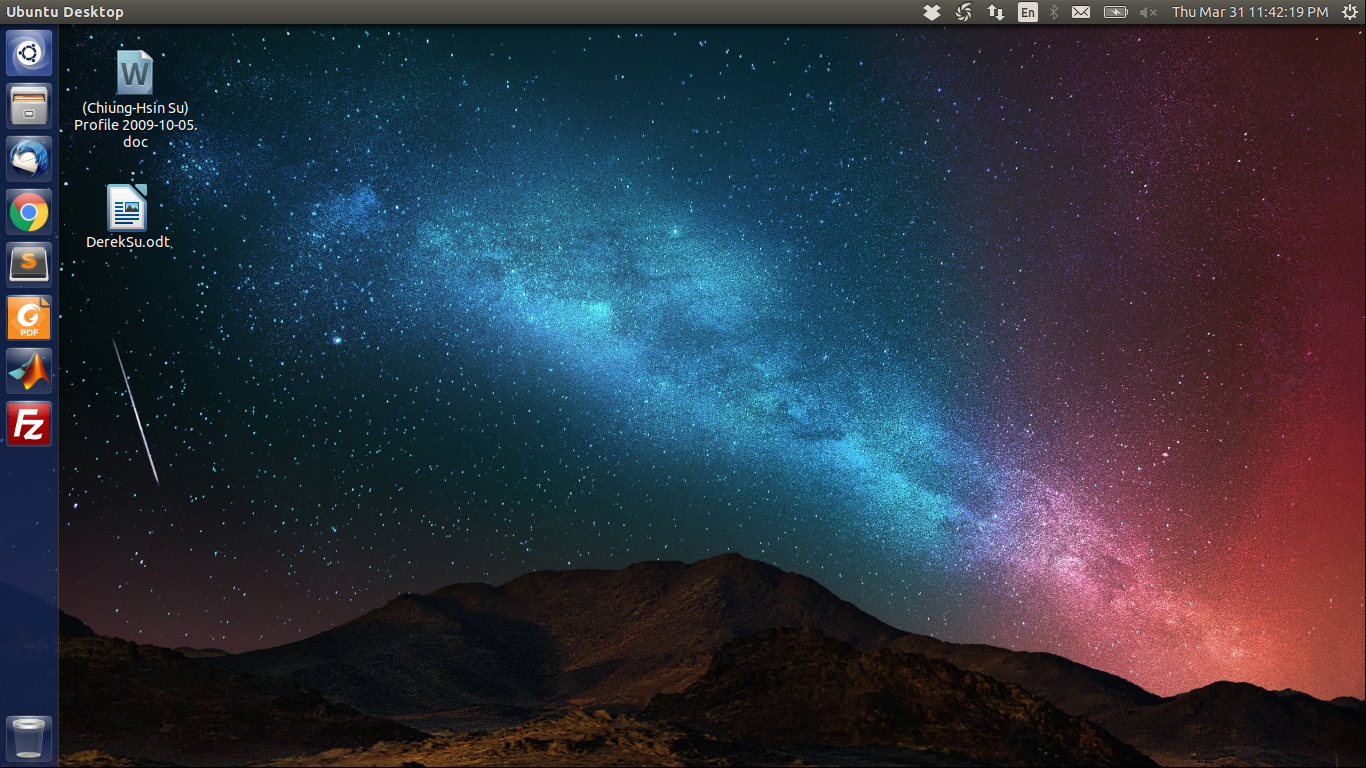 Ubuntu Desktop
En
Thu Mar 31 11:42:19 PM
W
(Chiung-Hsin Su)
Profile 2009-10-05.
doc
DerekSu.odt
S
PDF
Fz